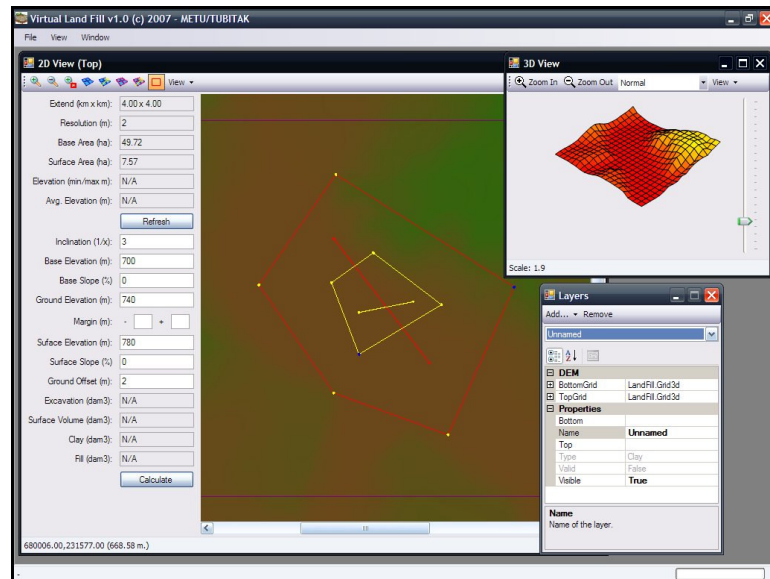 Virtual Land Fill v1.0 (c) 2007 - METU/TUBITAK
File View Window
2D View (Top)
View
Extend (km x km): 4.00 x 4.00
Resolution (m): 2
Base Area (ha): 49.72
Surface Area (ha): 7.57
Elevation (min/max m): N/A
Avg. Elevation (m): N/A
Refresh
Inclination (1/x): 3
Base Elevation (m): 700
Base Slope (%) 0
Ground Elevation (m): 740
Margin (m): - +
Suface Elevation (m): 780
Surface Slope (%) 0
Ground Offset (m): 2
Excavation (dam3): N/A
Surface Volume (dam3): N/A
Clay (dam3): N/A
Fill (dam3): N/A
Calculate
680006.00,231577.00 (668.58 m.)
3D View
Zoom In Zoom Out Normal View
Scale: 1.9
Layers
Add... Remove
Unnamed
DEM
BottomGrid LandFill.Grid3d
TopGrid LandFill.Grid3d
Properties
Bottom
Name Unnamed
Top
Type Clay
Valid False
Visible True
Name
Name of the layer.
-